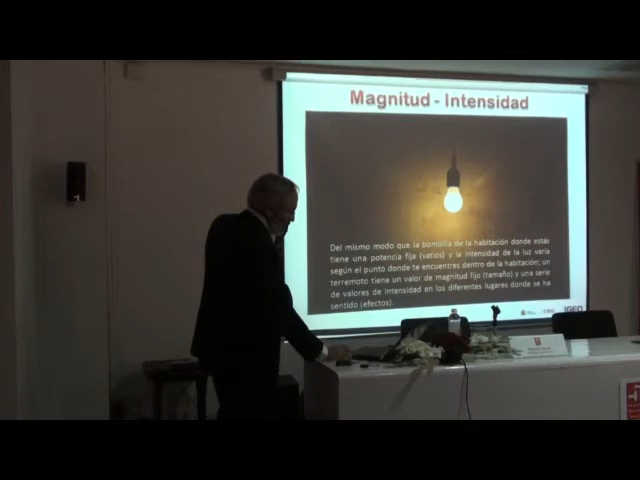 Magnitud - Intensidad
Del mismo modo que la bombilla de la habitación donde estás
tiene una potencia fija (vatios) y la intensidad de la luz varía
según el punto donde te encuentres dentro de la habitación; un
terremoto tiene un valor de magnitud fijo (tamaño) y una serie
de valores de intensidad en los diferentes lugares donde se ha
sentido (efectos).
IGEO